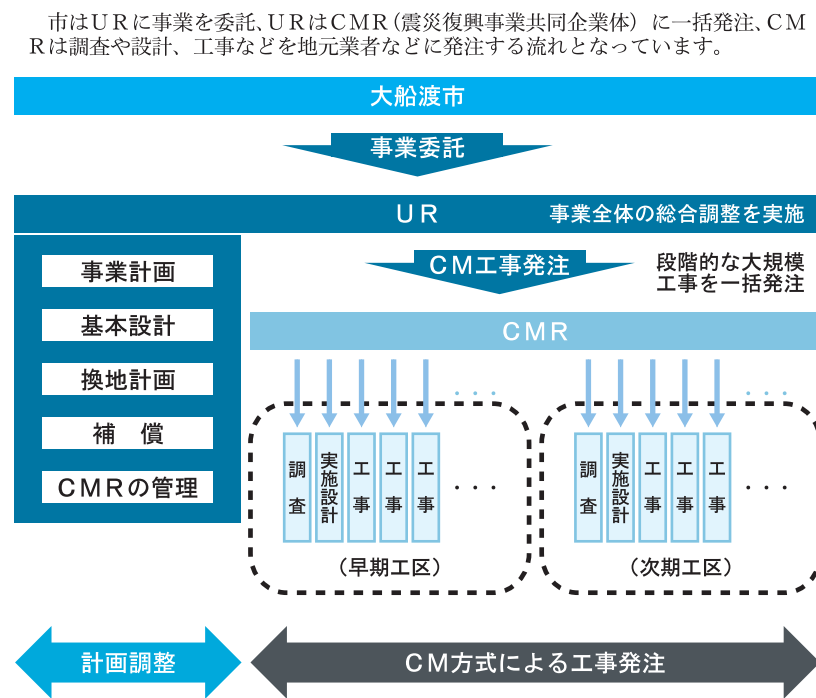 市はＵＲに事業を委託、ＵＲはＣＭＲ（震災復興事業共同企業体）に一括発注、ＣＭ
Ｒは調査や設計、工事などを地元業者などに発注する流れとなっています。
大船渡市
事業委託
ＵＲ 事業全体の総合調整を実施
ＣＭ工事発注
段階的な大規模
工事を一括発注
事業計画
基本設計
換地計画
補　償
ＣＭＲの管理
ＣＭＲ
・・・
・・・
調査
実施設計
工事
工事
工事
・・・
（早期工区）
調査
実施設計
工事
工事
工事
・・・
（次期工区）
計画調整
ＣＭ方式による工事発注